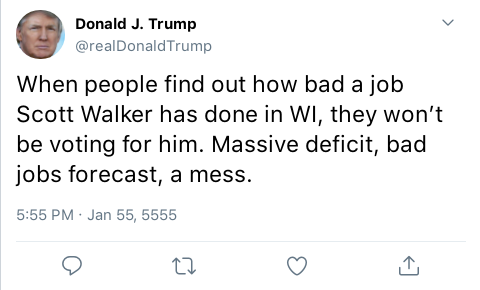 Donald J. Trump
@realDonaldTrump
When people find out how bad a job
Scott Walker has done in WI, they won't
be voting for him. Massive deficit, bad
jobs forecast, a mess.
5:55 PM · Jan 55, 5555